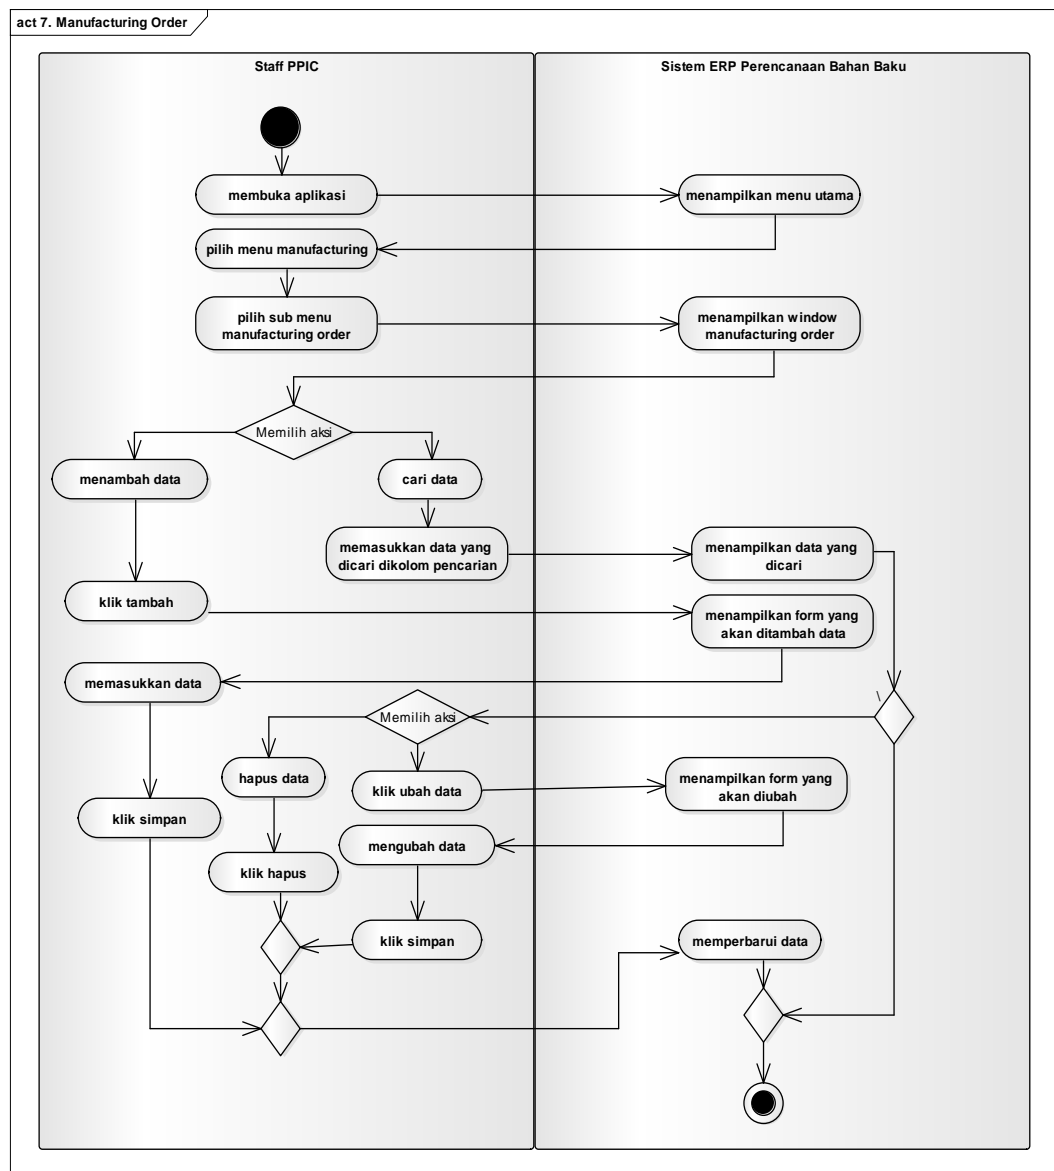 act 7. Manufacturing Order
Staff PPIC
Sistem ERP Perencanaan Bahan Baku
membuka aplikasi
menampilkan menu utama
pilih menu manufacturing
pilih sub menu
manufacturing order
menampilkan window
manufacturing order
Memilih aksi
menambah data
cari data
memasukkan data yang
dicari dikolom pencarian
menampilkan data yang
dicari
klik tambah
menampilkan form yang
akan ditambah data
memasukkan data
\
Memilih aksi
hapus data
klik ubah data
menampilkan form yang
akan diubah
klik simpan
mengubah data
klik hapus
klik simpan
memperbarui data